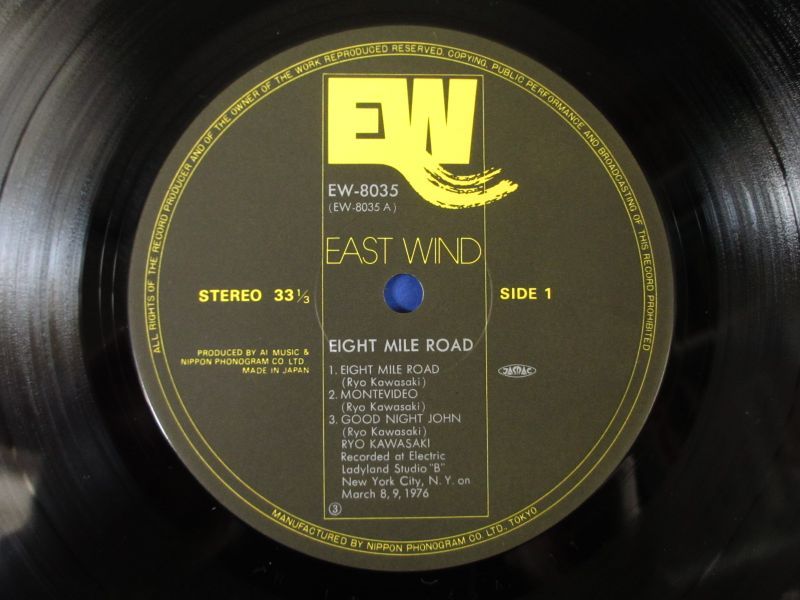 ALL RIGHTS OF THE RECORD PRODUCER AND OF THE OWNER OF THE WORK REPRODUCED RESERVED. COPYING, PUBLIC PERFORMANCE AND BROADCASTING OF THIS RECORD PROHIBITED
EW
EW-8035
(EW-8035 A)
EAST WIND
STEREO 33 1/3
SIDE 1
EIGHT MILE ROAD
PRODUCED BY AI MUSIC &
NIPPON PHONOGRAM CO LTD
MADE IN JAPAN
1. EIGHT MILE ROAD
(Ryo Kawasaki)
2. MONTEVIDEO
(Ryo Kawasaki)
3. GOOD NIGHT JOHN
(Ryo Kawasaki)
RYO KAWASAKI
Recorded at Electric
Ladyland Studio "B"
New York City, N. Y. on
March 8, 9, 1976
JASRAC
③
MANUFACTURED BY NIPPON PHONOGRAM CO., LTD., TOKYO